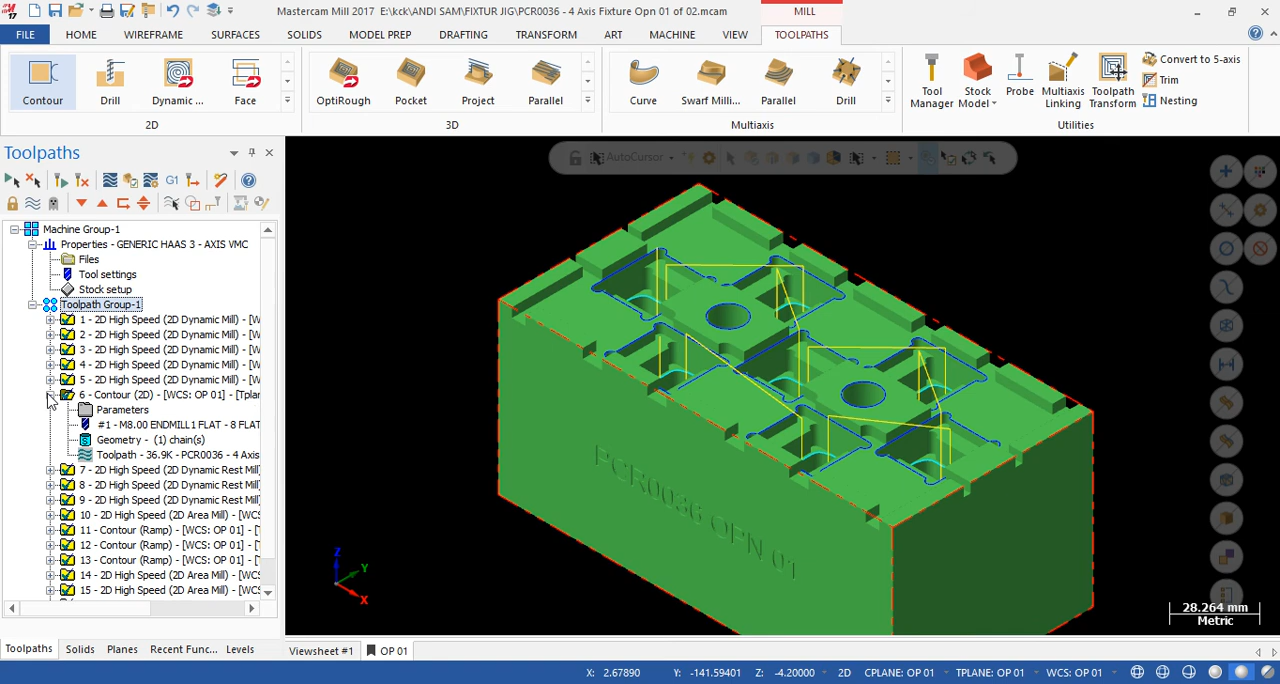 Mastercam Mill 2017    E:\kck\ANDI SAM\FIXTUR JIG\PCR0036 - 4 Axis Fixture Opn 01 of 02.mcam
MILL
17
FILE HOME WIREFRAME SURFACES SOLIDS MODEL PREP DRAFTING TRANSFORM ART MACHINE VIEW TOOLPATHS
Contour Drill Dynamic ... Face
2D
OptiRough Pocket Project Parallel
3D
Curve Swarf Milli... Parallel Drill
Multiaxis
Tool Manager
Stock Model
Probe
Multiaxis Linking
Toolpath Transform
Convert to 5-axis
Trim
Nesting
Utilities
Toolpaths
G1
Machine Group-1
Properties - GENERIC HAAS 3 - AXIS VMC
Files
Tool settings
Stock setup
Toolpath Group-1
1 - 2D High Speed (2D Dynamic Mill) - [W
2 - 2D High Speed (2D Dynamic Mill) - [W
3 - 2D High Speed (2D Dynamic Mill) - [W
4 - 2D High Speed (2D Dynamic Mill) - [W
5 - 2D High Speed (2D Dynamic Mill) - [W
6 - Contour (2D) - [WCS: OP 01] - [Tplan
Parameters
#1 - M8.00 ENDMILL1 FLAT - 8 FLAT
Geometry - (1) chain(s)
Toolpath - 36.9K - PCR0036 - 4 Axis
7 - 2D High Speed (2D Dynamic Rest Mill)
8 - 2D High Speed (2D Dynamic Rest Mill)
9 - 2D High Speed (2D Dynamic Rest Mill)
10 - 2D High Speed (2D Area Mill) - [WCS
11 - Contour (Ramp) - [WCS: OP 01] - [T
12 - Contour (Ramp) - [WCS: OP 01] - [T
13 - Contour (Ramp) - [WCS: OP 01] - [T
14 - 2D High Speed (2D Area Mill) - [WCS
15 - 2D High Speed (2D Area Mill) - [WCS
AutoCursor
PCR0036 OPN 01
Z
Y
X
28.264 mm
Metric
Toolpaths Solids Planes Recent Func... Levels
Viewsheet #1 OP 01
X: 2.67890 Y: -141.59401 Z: -4.20000 2D CPLANE: OP 01 TPLANE: OP 01 WCS: OP 01